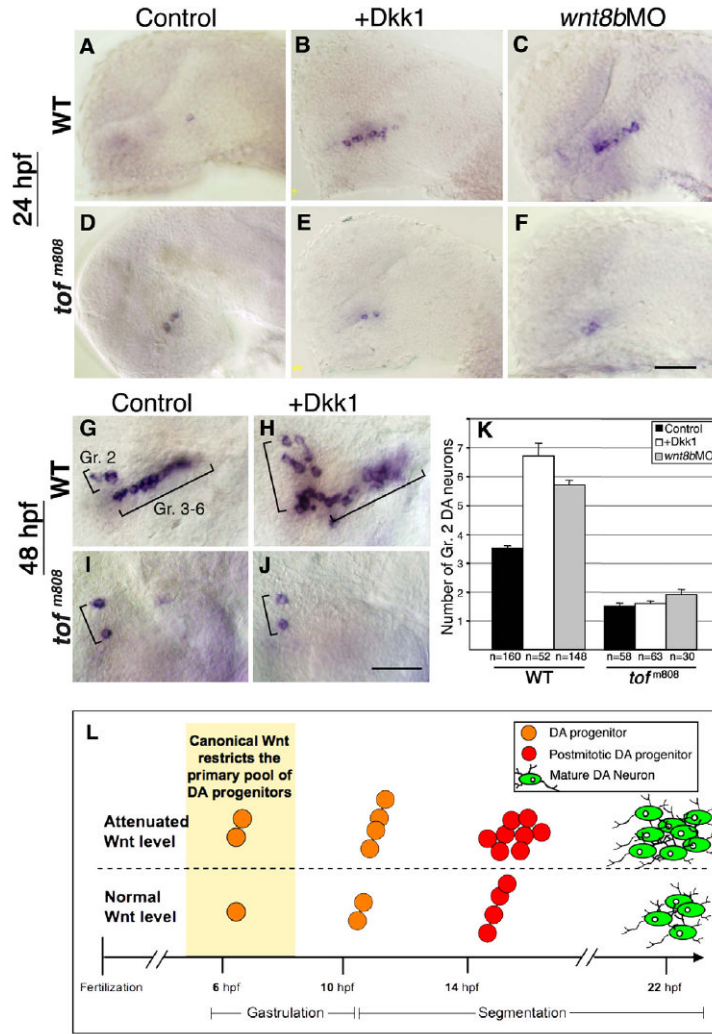 Control
+Dkk1
wnt8bMO
A
B
C
WT
24 hpf
D
E
F
tof m808
Control
+Dkk1
G
Gr. 2
Gr. 3-6
H
WT
48 hpf
I
J
tof m808
K
Control
+Dkk1
wnt8bMO
Number of Gr. 2 DA neurons
7
6
5
4
3
2
1
n=160 n=52 n=148 n=58 n=63 n=30
WT
tof m808
L
Canonical Wnt
restricts the
primary pool of
DA progenitors
DA progenitor
Postmitotic DA progenitor
Mature DA Neuron
Attenuated
Wnt level
Normal
Wnt level
Fertilization
6 hpf
10 hpf
14 hpf
22 hpf
Gastrulation
Segmentation